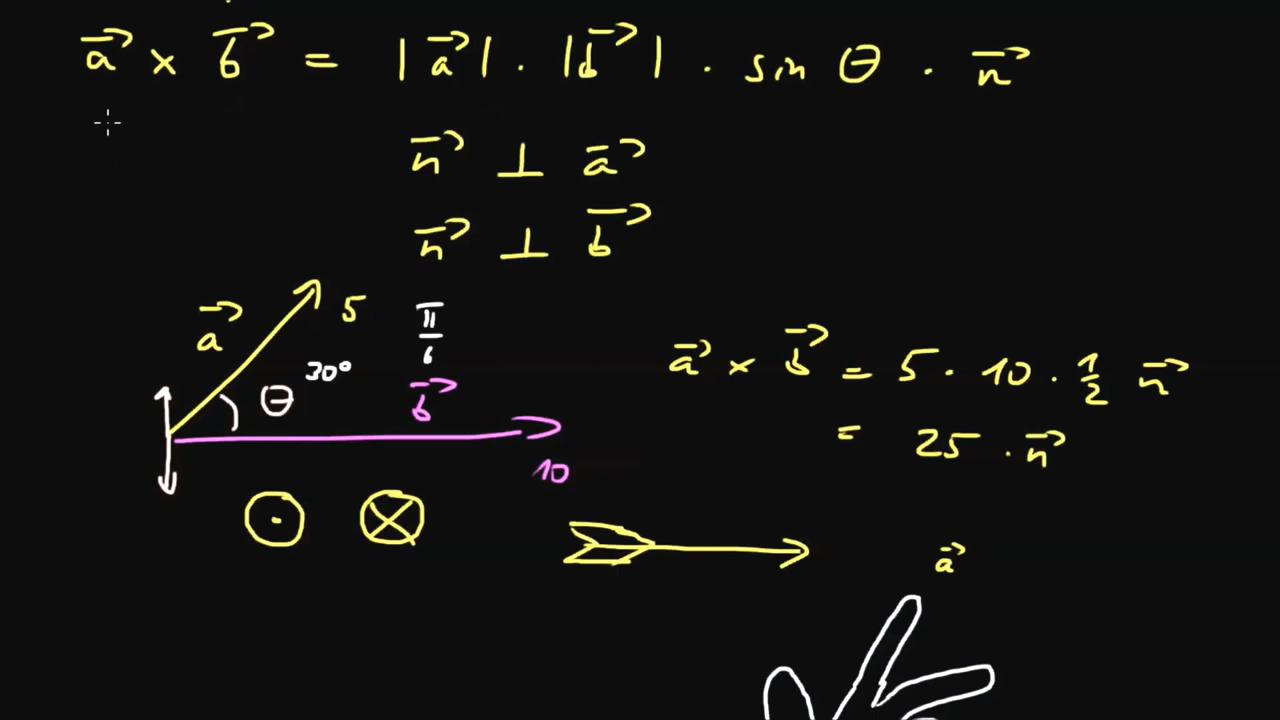 a⃗ × b⃗ = |a⃗| · |b⃗| · sin θ · n⃗
n⃗ ⊥ a⃗
n⃗ ⊥ b⃗
a⃗
5
π/6
30°
θ
b⃗
10
a⃗ × b⃗ = 5 · 10 · 1/2 n⃗
= 25 · n⃗
a⃗